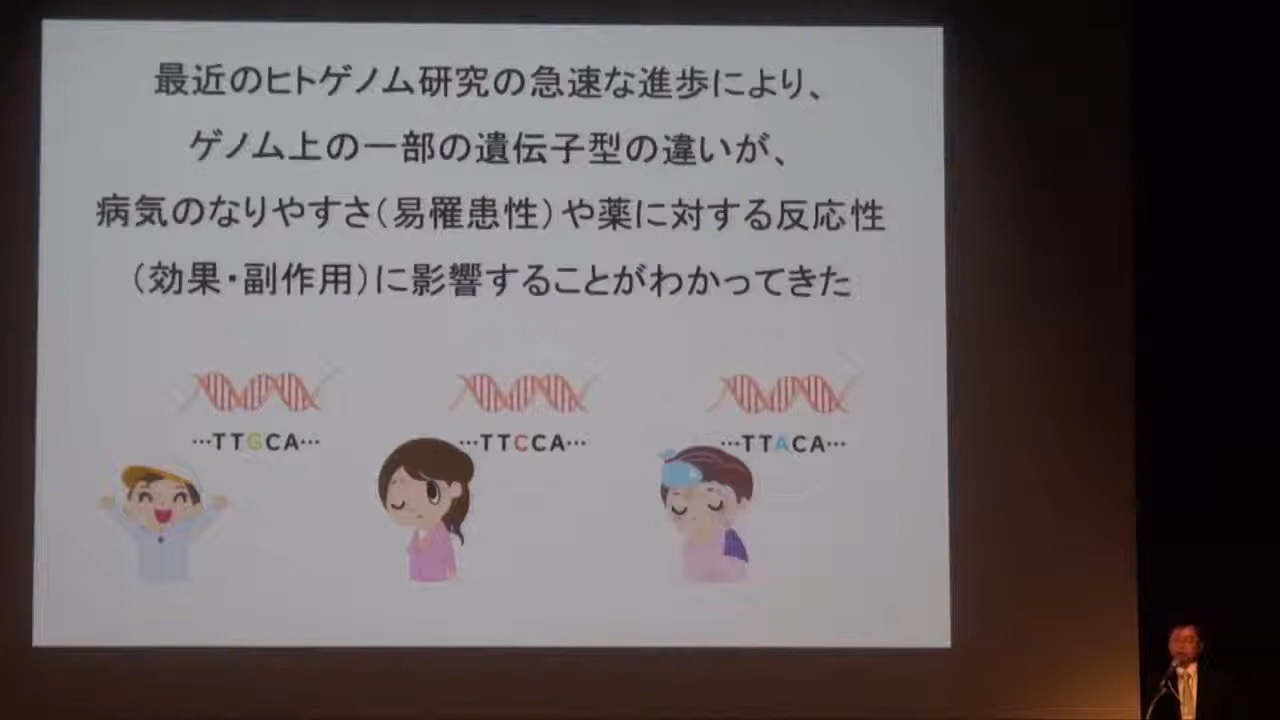 最近のヒトゲノム研究の急速な進歩により、
ゲノム上の一部の遺伝子型の違いが、
病気のなりやすさ(易罹患性)や薬に対する反応性
(効果・副作用)に影響することがわかってきた
…TTGCA… …TTCCA… …TTACA…